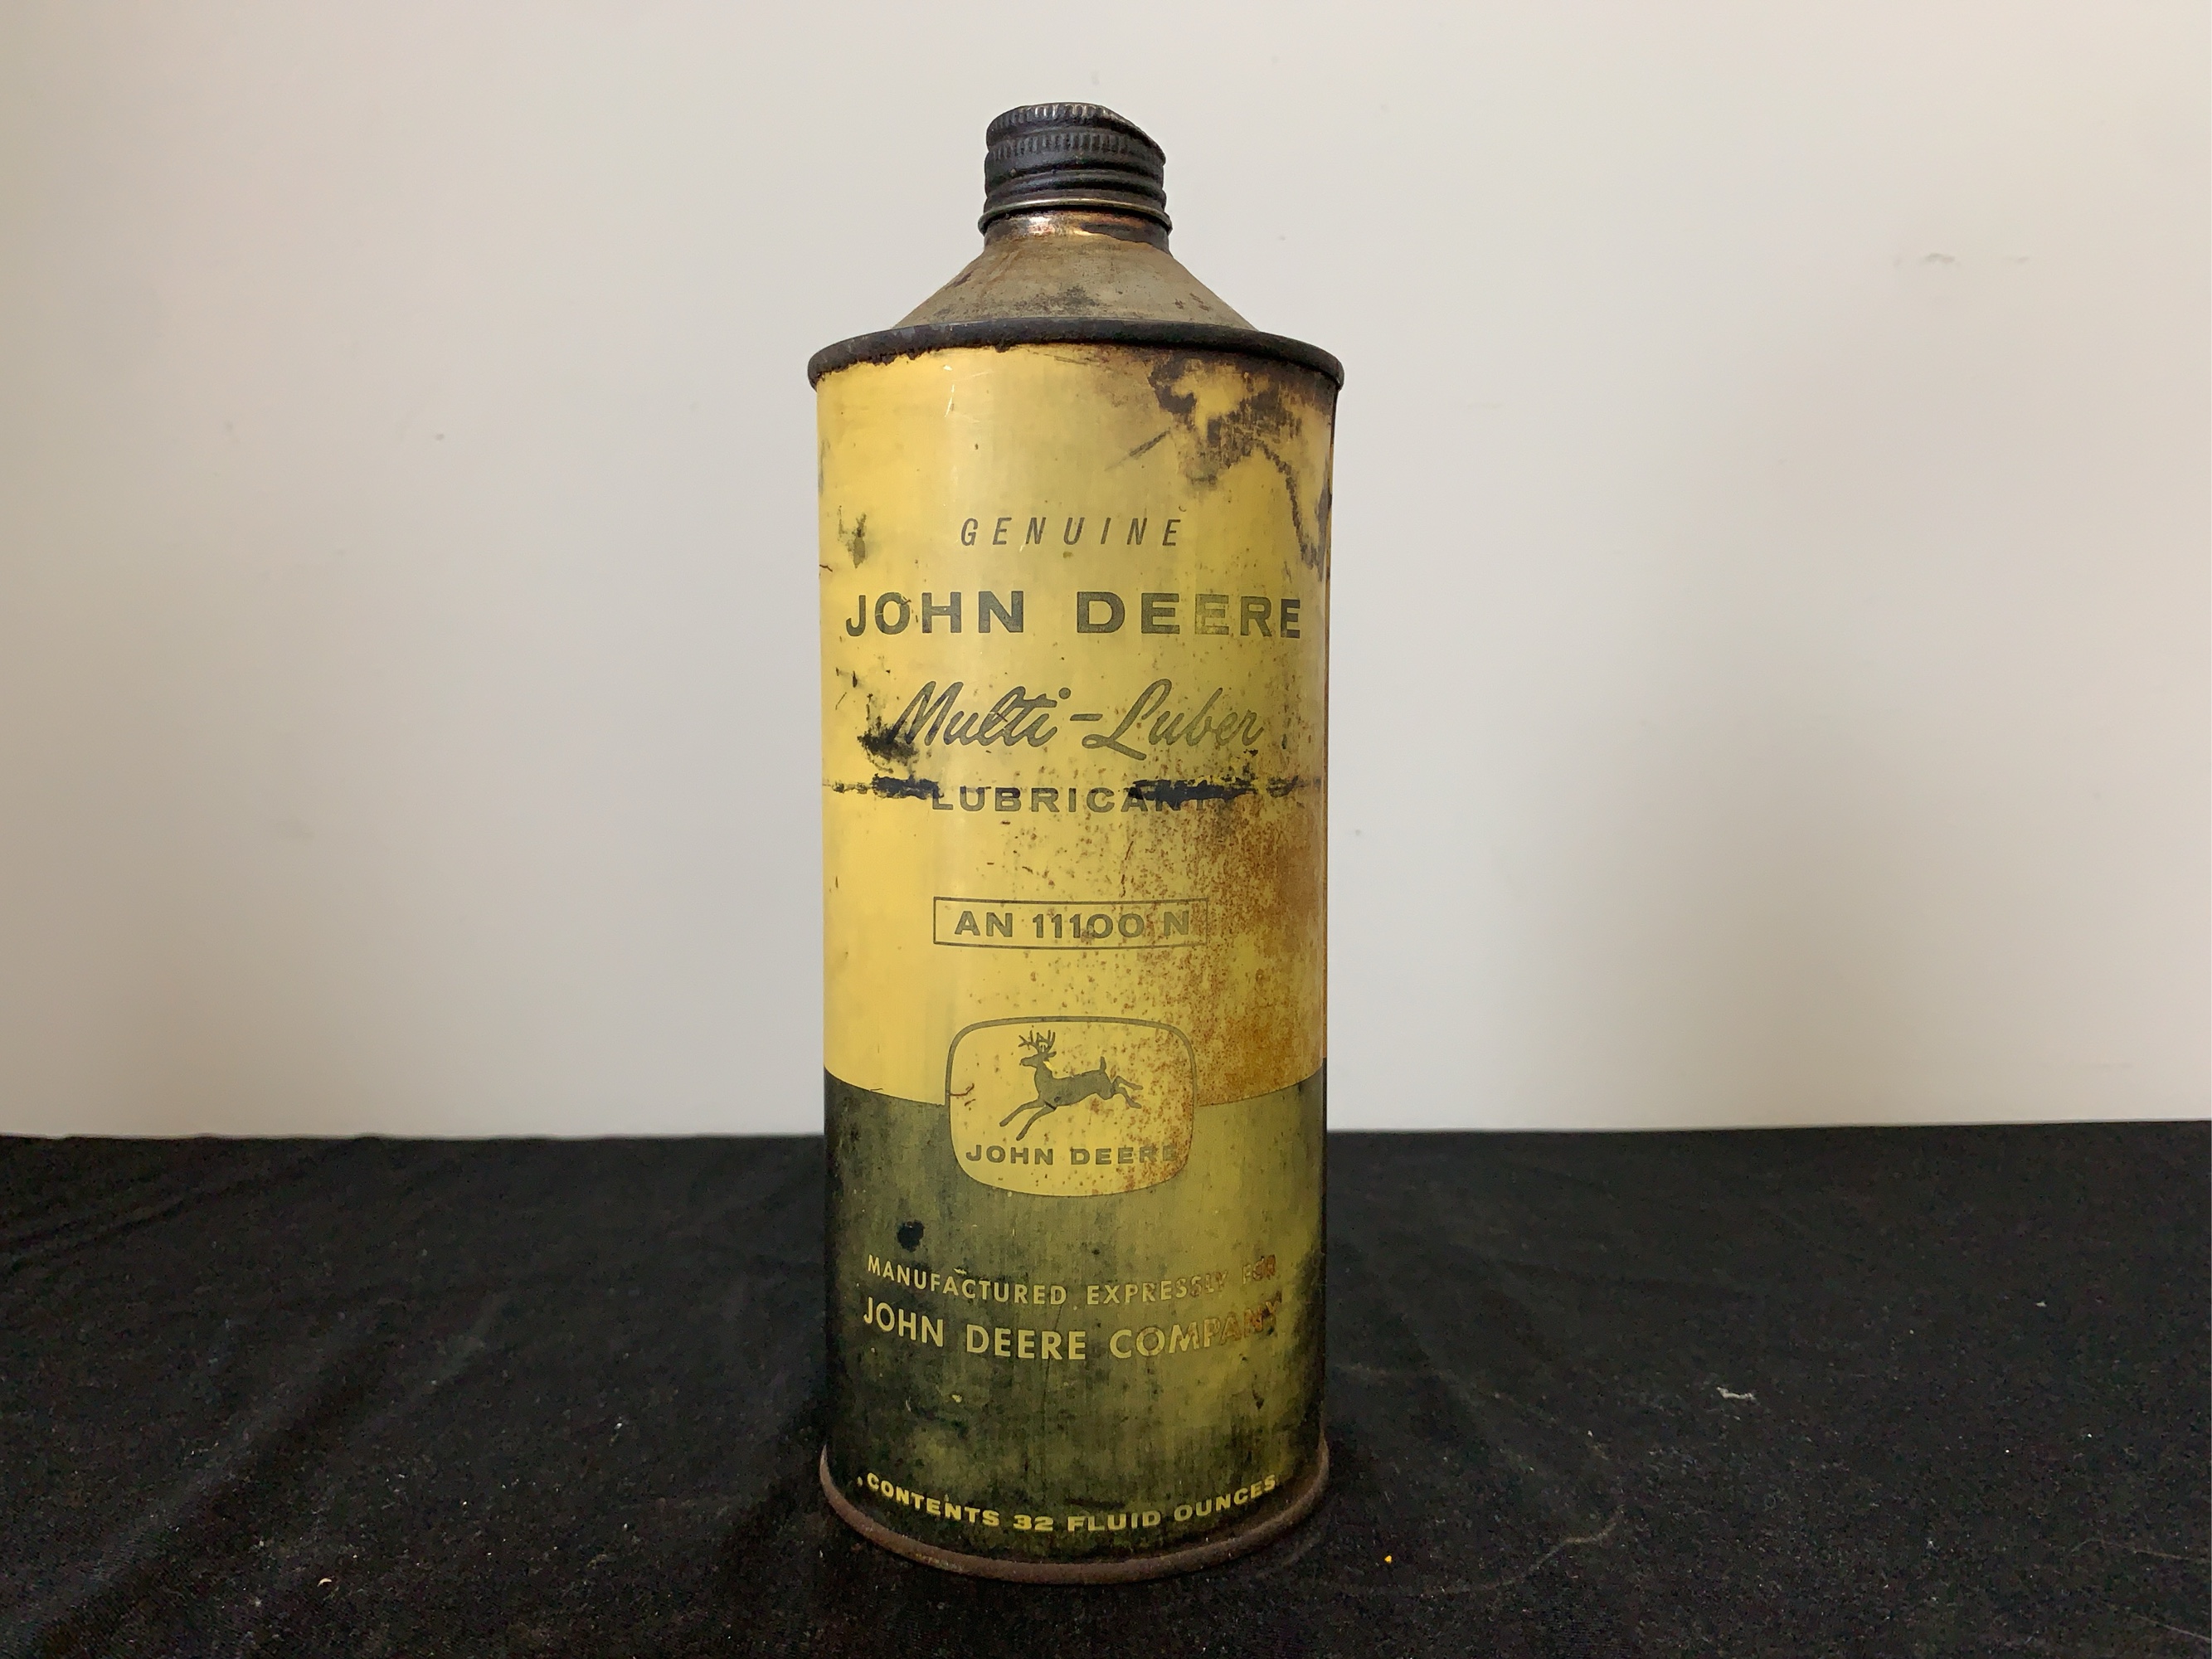 GENUINE
JOHN DEERE
Multi-Luber
LUBRICANT
AN 11100 N
JOHN DEERE
MANUFACTURED EXPRESSLY FOR
JOHN DEERE COMPANY
CONTENTS 32 FLUID OUNCES